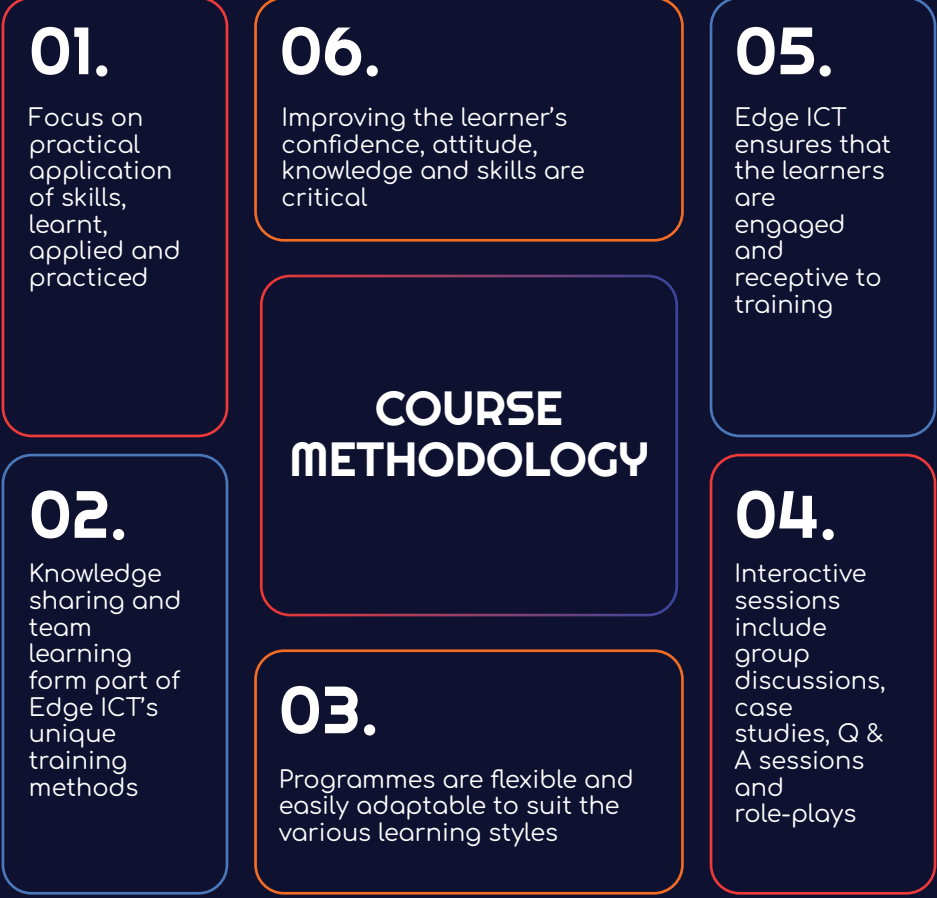 01.
Focus on
practical
application
of skills,
learnt,
applied and
practiced
06.
Improving the learner’s
confidence, attitude,
knowledge and skills are
critical
05.
Edge ICT
ensures that
the learners
are
engaged
and
receptive to
training
COURSE
METHODOLOGY
02.
Knowledge
sharing and
team
learning
form part of
Edge ICT’s
unique
training
methods
03.
Programmes are flexible and
easily adaptable to suit the
various learning styles
04.
Interactive
sessions
include
group
discussions,
case
studies, Q &
A sessions
and
role-plays